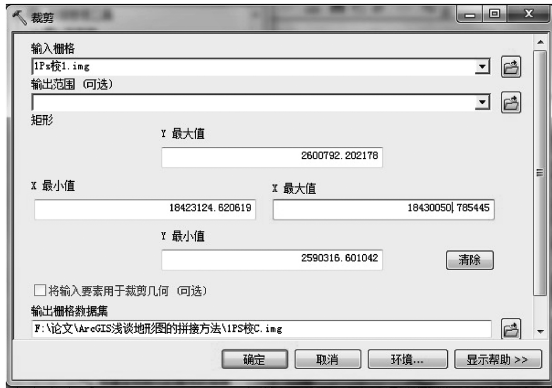 裁剪
输入栅格
1Ps校1.img
输出范围 (可选)
矩形
Y 最大值
2600792.202178
X 最小值
X 最大值
18423124.620619
18430050.785445
Y 最小值
2590316.601042
清除
将输入要素用于裁剪几何 (可选)
输出栅格数据集
F:\论文\ArcGIS浅谈地形图的拼接方法\1PS校C.img
确定
取消
环境...
显示帮助 >>